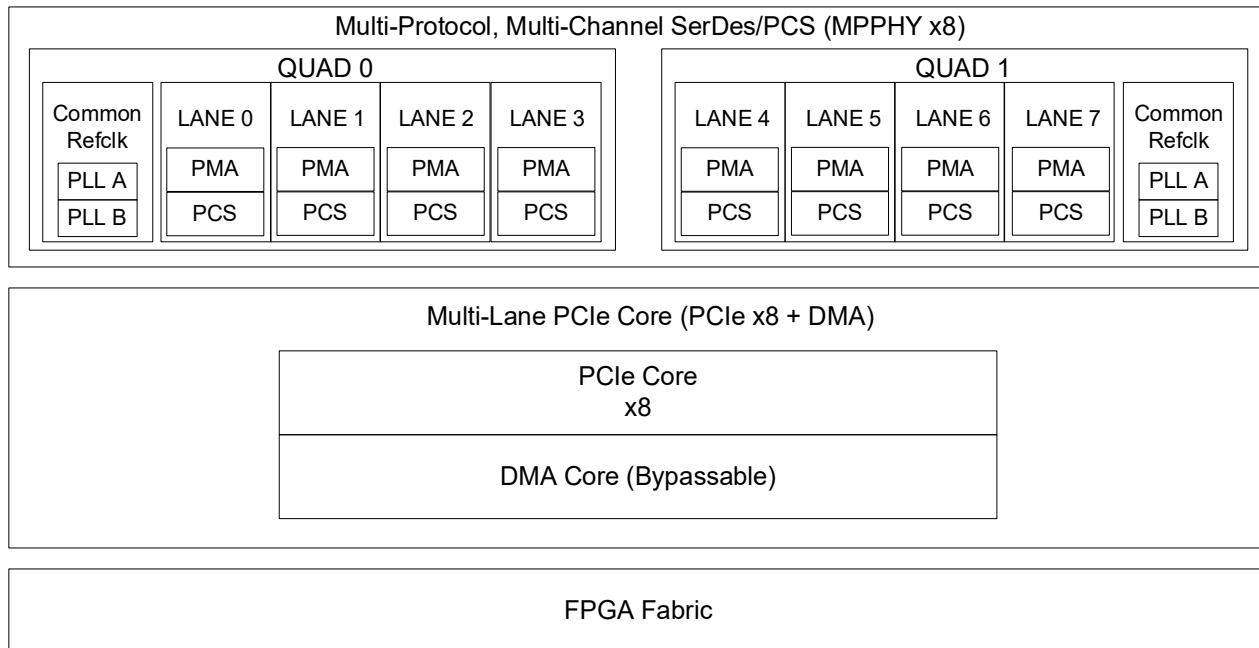 Multi-Protocol, Multi-Channel SerDes/PCS (MPPHY x8)
QUAD 0
Common
Refclk
PLL A
PLL B
LANE 0
PMA
PCS
LANE 1
PMA
PCS
LANE 2
PMA
PCS
LANE 3
PMA
PCS
QUAD 1
LANE 4
PMA
PCS
LANE 5
PMA
PCS
LANE 6
PMA
PCS
LANE 7
PMA
PCS
Common
Refclk
PLL A
PLL B
Multi-Lane PCIe Core (PCIe x8 + DMA)
PCIe Core
x8
DMA Core (Bypassable)
FPGA Fabric